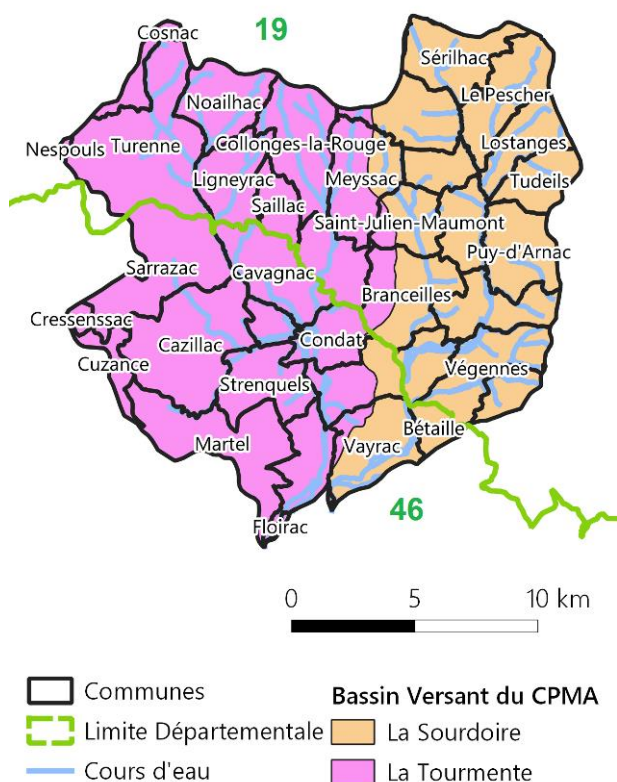 Cosnac
19
Sérilhac
Noailhac
Le Pescher
Nespouls
Turenne
Collonges-la-Rouge
Lostanges
Ligneyrac
Meyssac
Tudeils
Saillac
Saint-Julien-Maumont
Puy-d'Arnac
Sarrazac
Cavagnac
Branceilles
Cressenssac
Cazillac
Condat
Cuzance
Végennes
Strenquels
Martel
Vayrac
Bétaille
Floirac
46
0 5 10 km
Communes
Bassin Versant du CPMA
Limite Départementale
La Sourdoire
Cours d'eau
La Tourmente